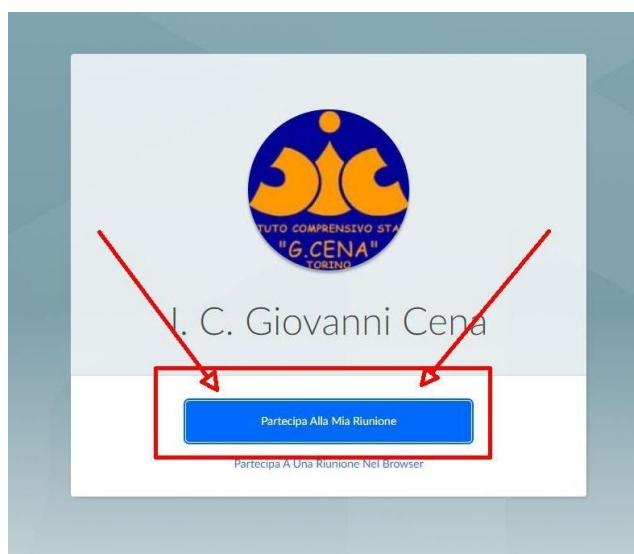 TUTO COMPRENSIVO STA
"G.CENA"
TORINO
I. C. Giovanni Cena
Partecipa Alla Mia Riunione
Partecipa A Una Riunione Nel Browser